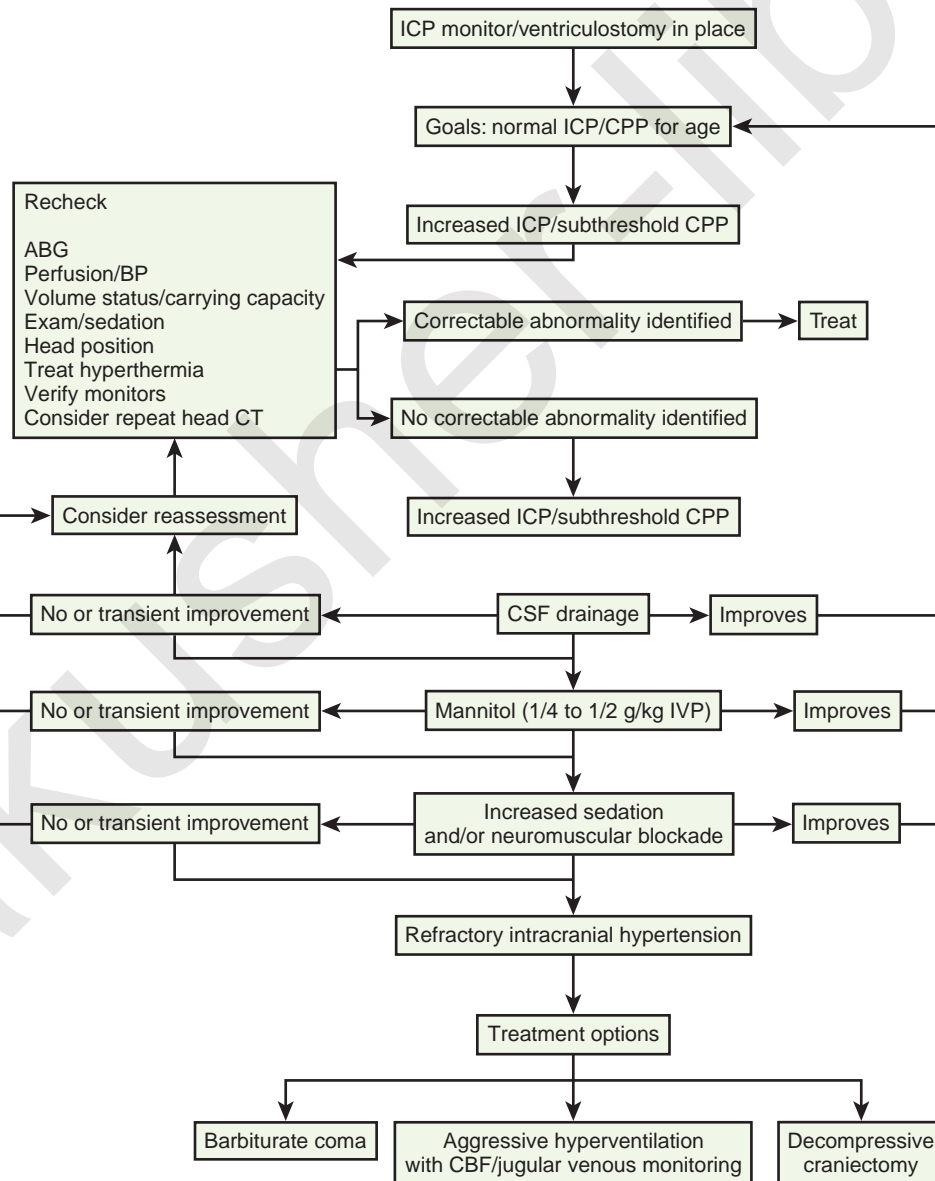 ICP monitor/ventriculostomy in place
Goals: normal ICP/CPP for age
Increased ICP/subthreshold CPP
Recheck
ABG
Perfusion/BP
Volume status/carrying capacity
Exam/sedation
Head position
Treat hyperthermia
Verify monitors
Consider repeat head CT
Correctable abnormality identified
Treat
No correctable abnormality identified
Consider reassessment
Increased ICP/subthreshold CPP
No or transient improvement
CSF drainage
Improves
No or transient improvement
Mannitol (1/4 to 1/2 g/kg IVP)
Improves
No or transient improvement
Increased sedation
and/or neuromuscular blockade
Improves
Refractory intracranial hypertension
Treatment options
Barbiturate coma
Aggressive hyperventilation
with CBF/jugular venous monitoring
Decompressive
craniectomy